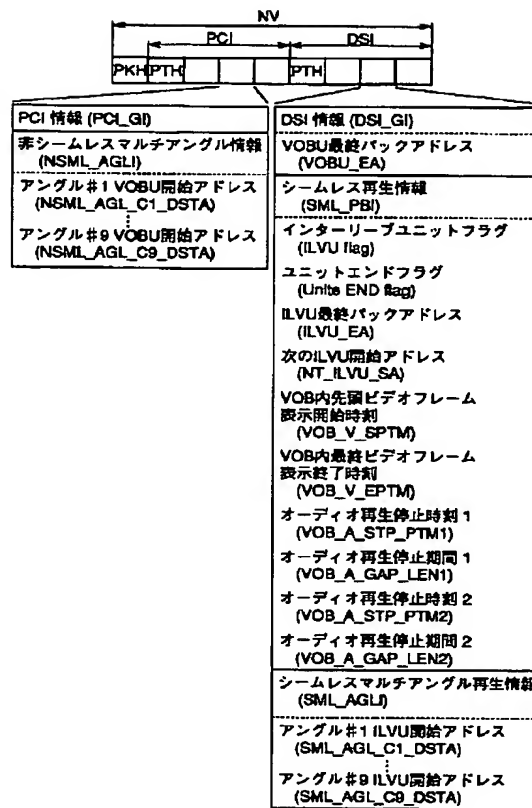 NV
PCI
DSI
PKH PTH PTH
PCI 情報 (PCI_GI)
非シームレスマルチアングル情報
(NSML_AGLI)
アングル#1 VOBU開始アドレス
(NSML_AGL_C1_DSTA)
アングル#9 VOBU開始アドレス
(NSML_AGL_C9_DSTA)
DSI 情報 (DSI_GI)
VOBU最終パックアドレス
(VOBU_EA)
シームレス再生情報
(SML_PBI)
インターリーブユニットフラグ
(ILVU flag)
ユニットエンドフラグ
(Unite END flag)
ILVU最終パックアドレス
(ILVU_EA)
次のILVU開始アドレス
(NT_ILVU_SA)
VOB内先頭ビデオフレーム
表示開始時刻
(VOB_V_SPTM)
VOB内最終ビデオフレーム
表示終了時刻
(VOB_V_EPTM)
オーディオ再生停止時刻 1
(VOB_A_STP_PTM1)
オーディオ再生停止期間 1
(VOB_A_GAP_LEN1)
オーディオ再生停止時刻 2
(VOB_A_STP_PTM2)
オーディオ再生停止期間 2
(VOB_A_GAP_LEN2)
シームレスマルチアングル再生情報
(SML_AGLI)
アングル#1 ILVU開始アドレス
(SML_AGL_C1_DSTA)
アングル#9 ILVU開始アドレス
(SML_AGL_C9_DSTA)